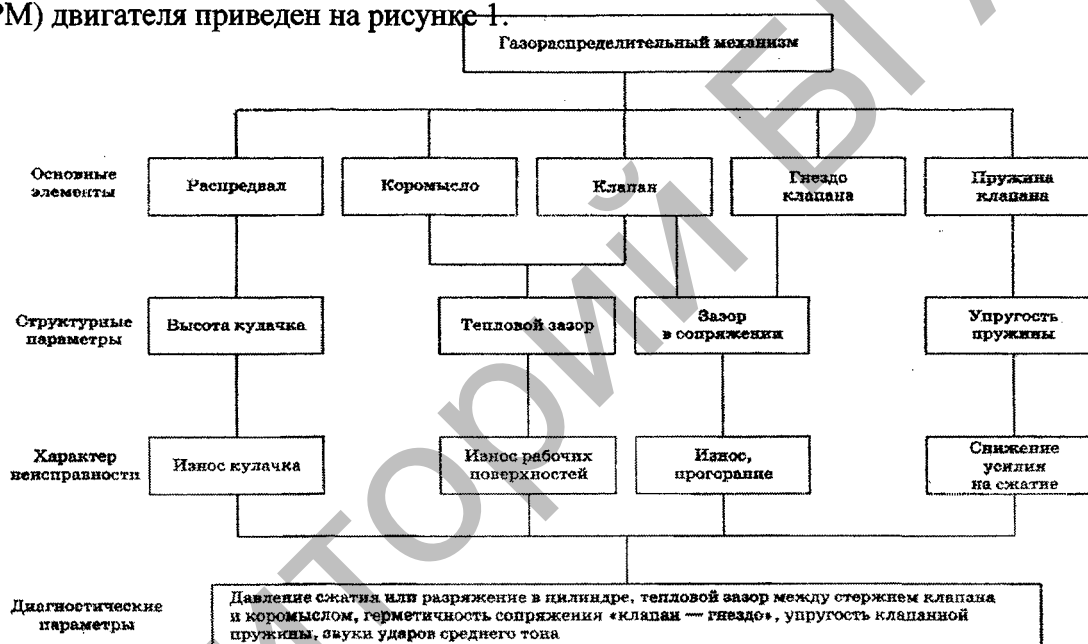 РМ) двигателя приведен на рисунке 1.
Газораспределительный механизм
Основные
элементы
Распредвал
Коромысло
Клапан
Гнездо
клапана
Пружина
клапана
Структурные
параметры
Высота кулачка
Тепловой зазор
Зазор
в сопряжении
Упругость
пружины
Характер
неисправности
Износ кулачка
Износ рабочих
поверхностей
Износ,
прогорание
Снижение
усилия
на сжатие
Диагностические
параметры
Давление сжатия или разряжение в цилиндре, тепловой зазор между стержнем клапана
и коромыслом, герметичность сопряжения «клапан — гнездо», упругость клапанной
пружины, звуки ударов среднего тона